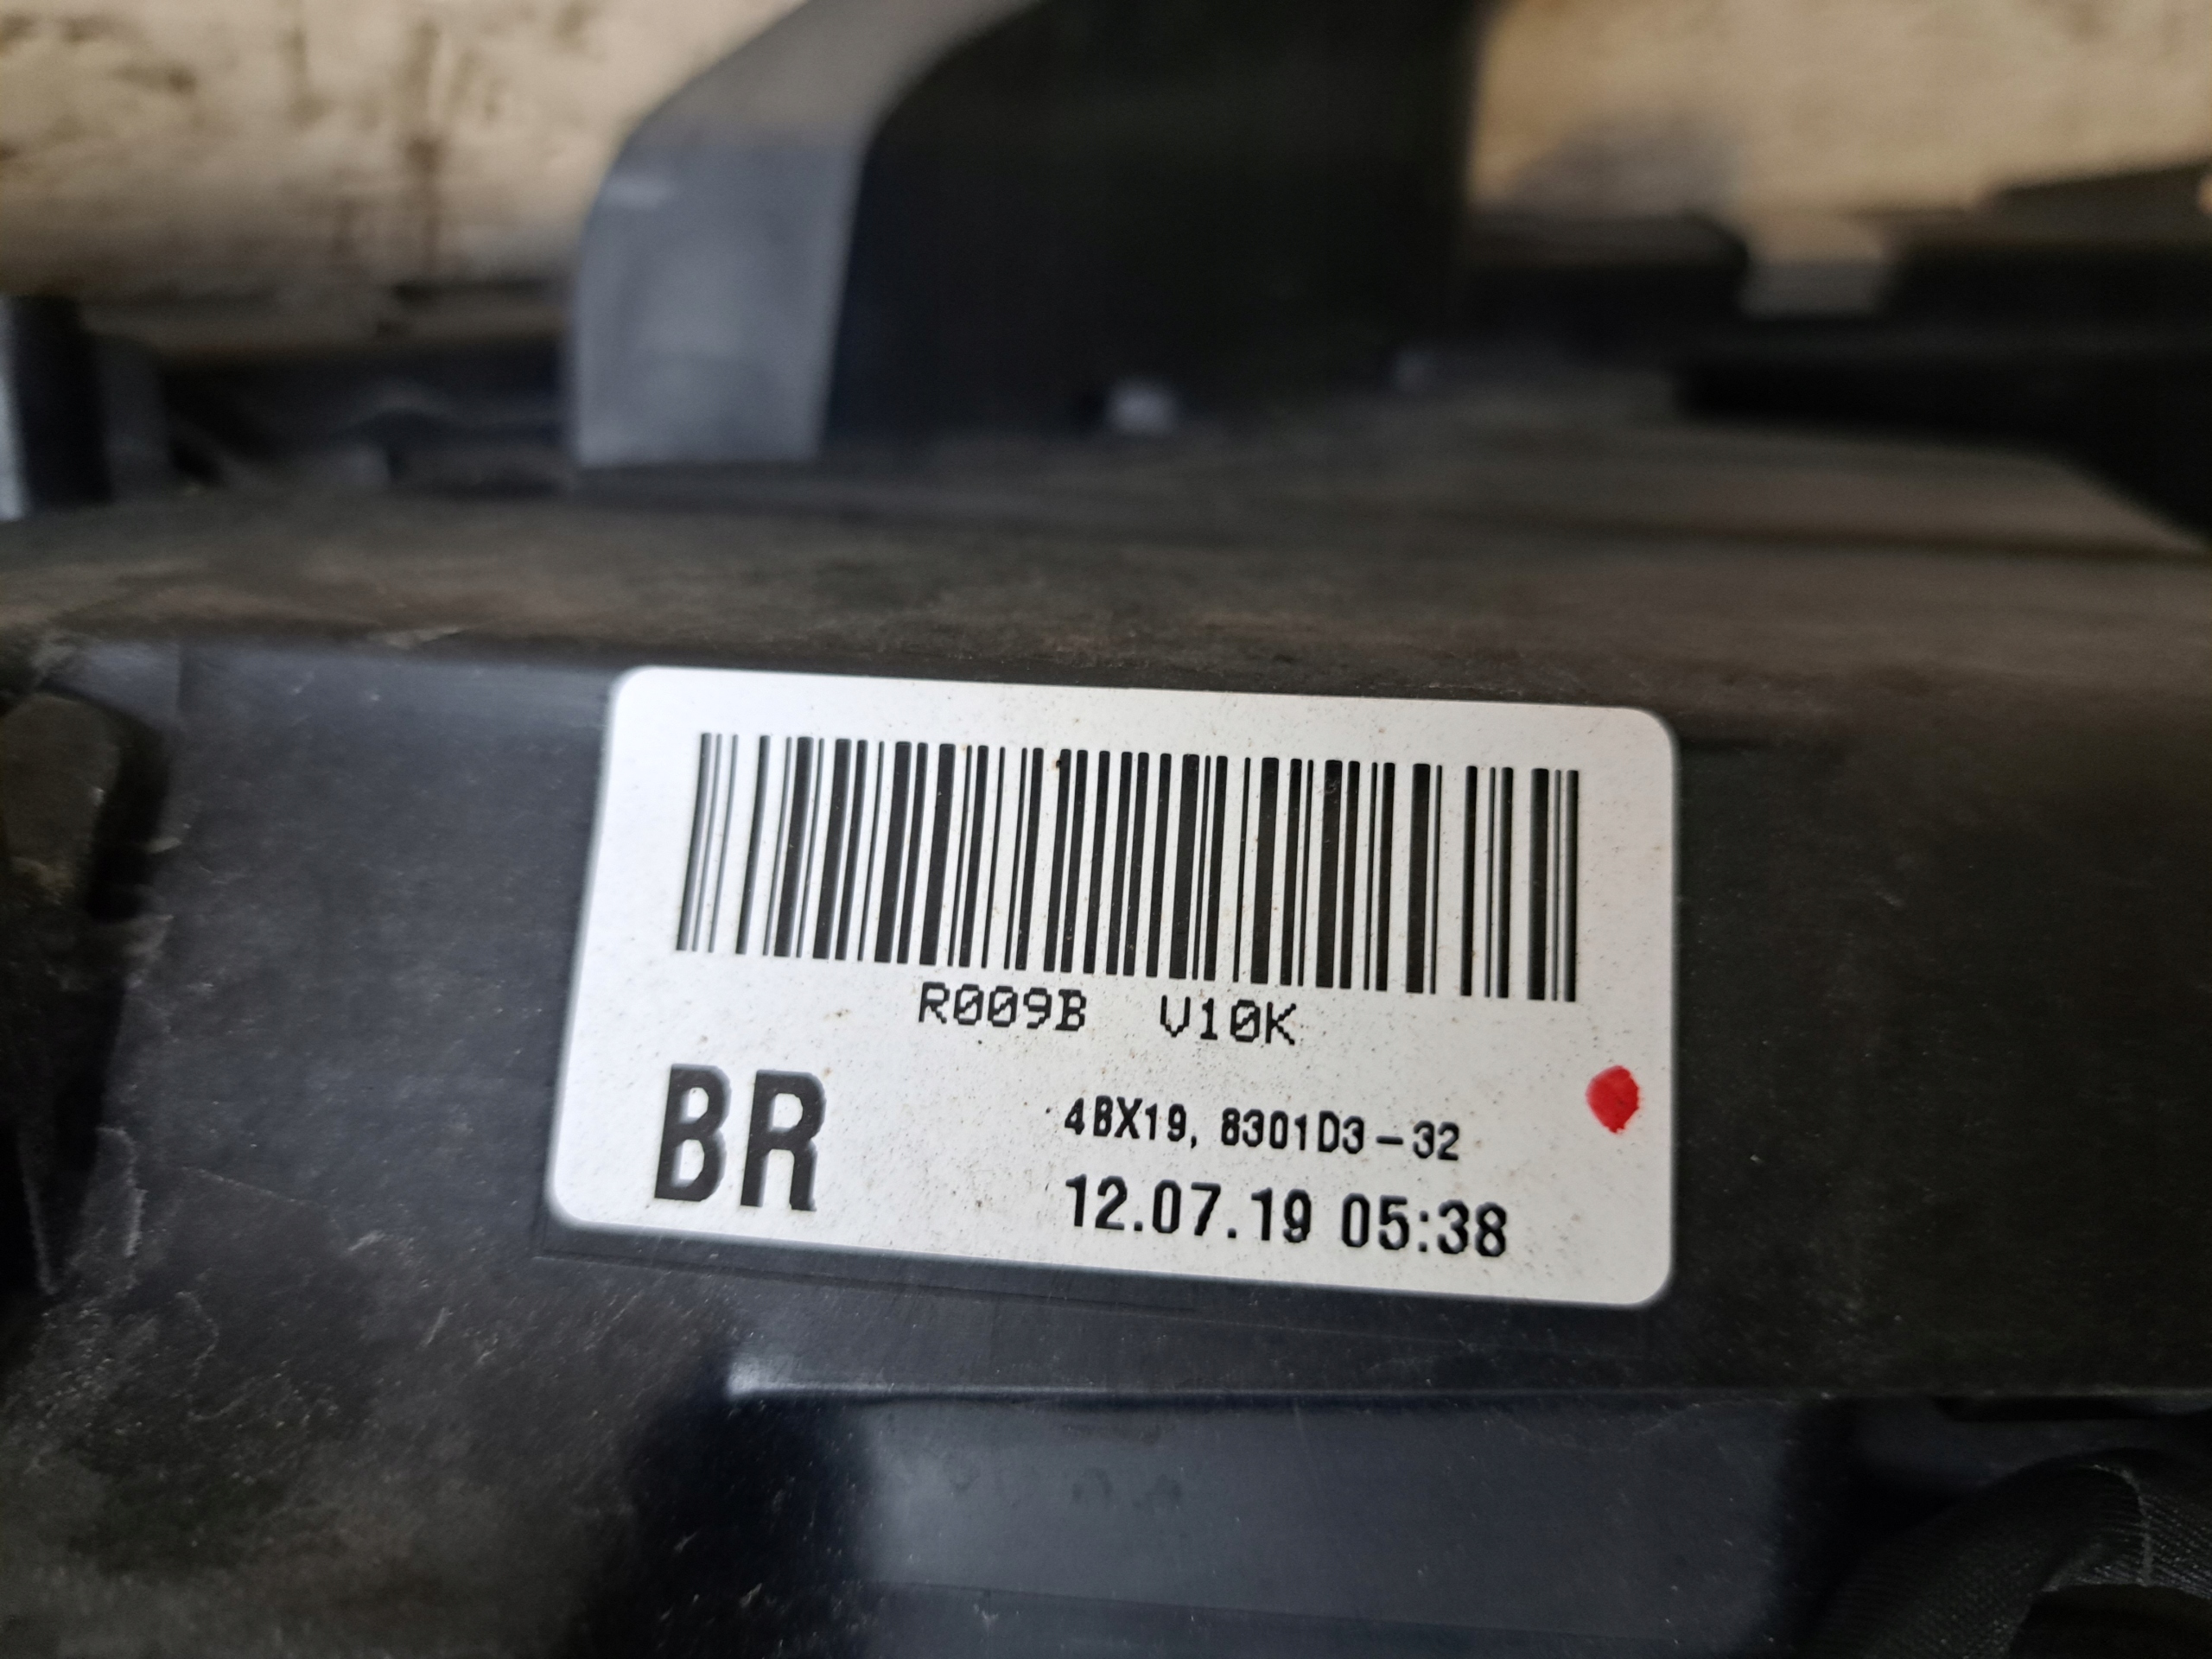 R009B  V10K
BR
4BX19, 8301D3-32
12.07.19 05:38